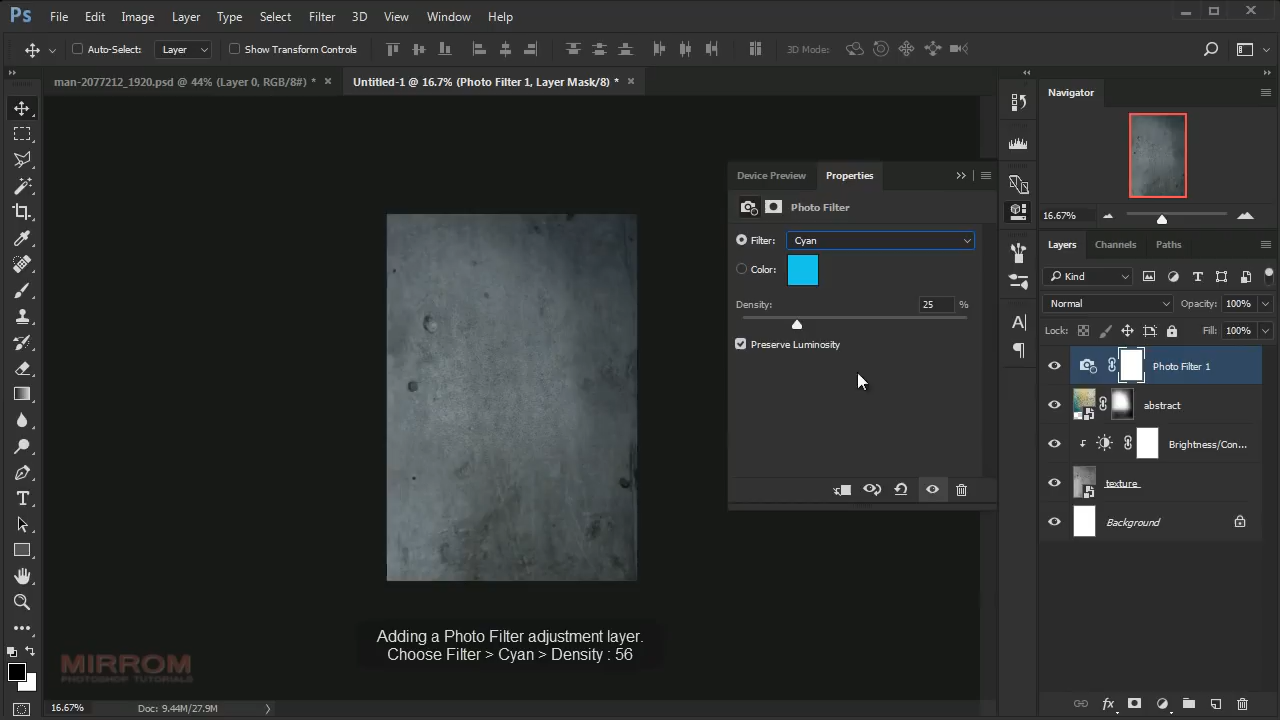 Ps File Edit Image Layer Type Select Filter 3D View Window Help
Auto-Select: Layer Show Transform Controls 3D Mode:
man-2077212_1920.psd @ 44% (Layer 0, RGB/8#) * × Untitled-1 @ 16.7% (Photo Filter 1, Layer Mask/8) * ×
Navigator
16.67%
Device Preview Properties
Photo Filter
Filter: Cyan
Color:
Density: 25 %
Preserve Luminosity
Layers Channels Paths
Kind
Normal Opacity: 100%
Lock: Fill: 100%
Photo Filter 1
abstract
Brightness/Con...
texture
Background
Adding a Photo Filter adjustment layer.
Choose Filter > Cyan > Density : 56
MIRROM
PHOTOSHOP TUTORIALS
16.67% Doc: 9.44M/27.9M